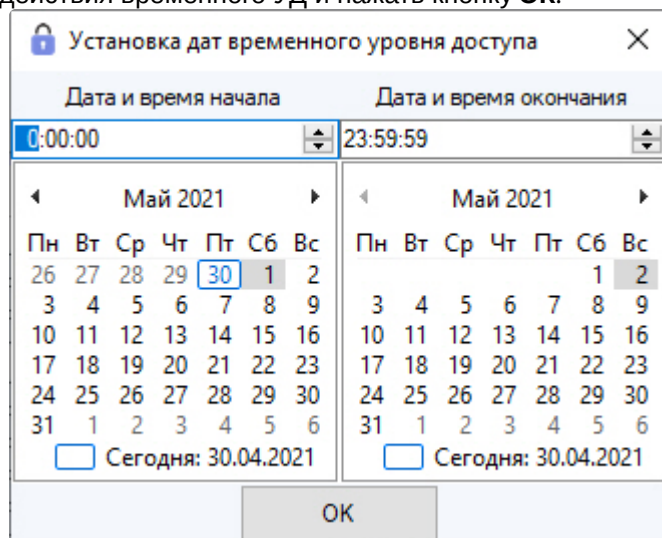 действия временного УД и нажать кнопку ОК.
Установка дат временного уровня доступа
Дата и время начала Дата и время окончания
0:00:00 23:59:59
Май 2021 Май 2021
Пн Вт Ср Чт Пт Сб Вс Пн Вт Ср Чт Пт Сб Вс
26 27 28 29 30 1 2 1 2
3 4 5 6 7 8 9 3 4 5 6 7 8 9
10 11 12 13 14 15 16 10 11 12 13 14 15 16
17 18 19 20 21 22 23 17 18 19 20 21 22 23
24 25 26 27 28 29 30 24 25 26 27 28 29 30
31 1 2 3 4 5 6 31 1 2 3 4 5 6
Сегодня: 30.04.2021 Сегодня: 30.04.2021
OK